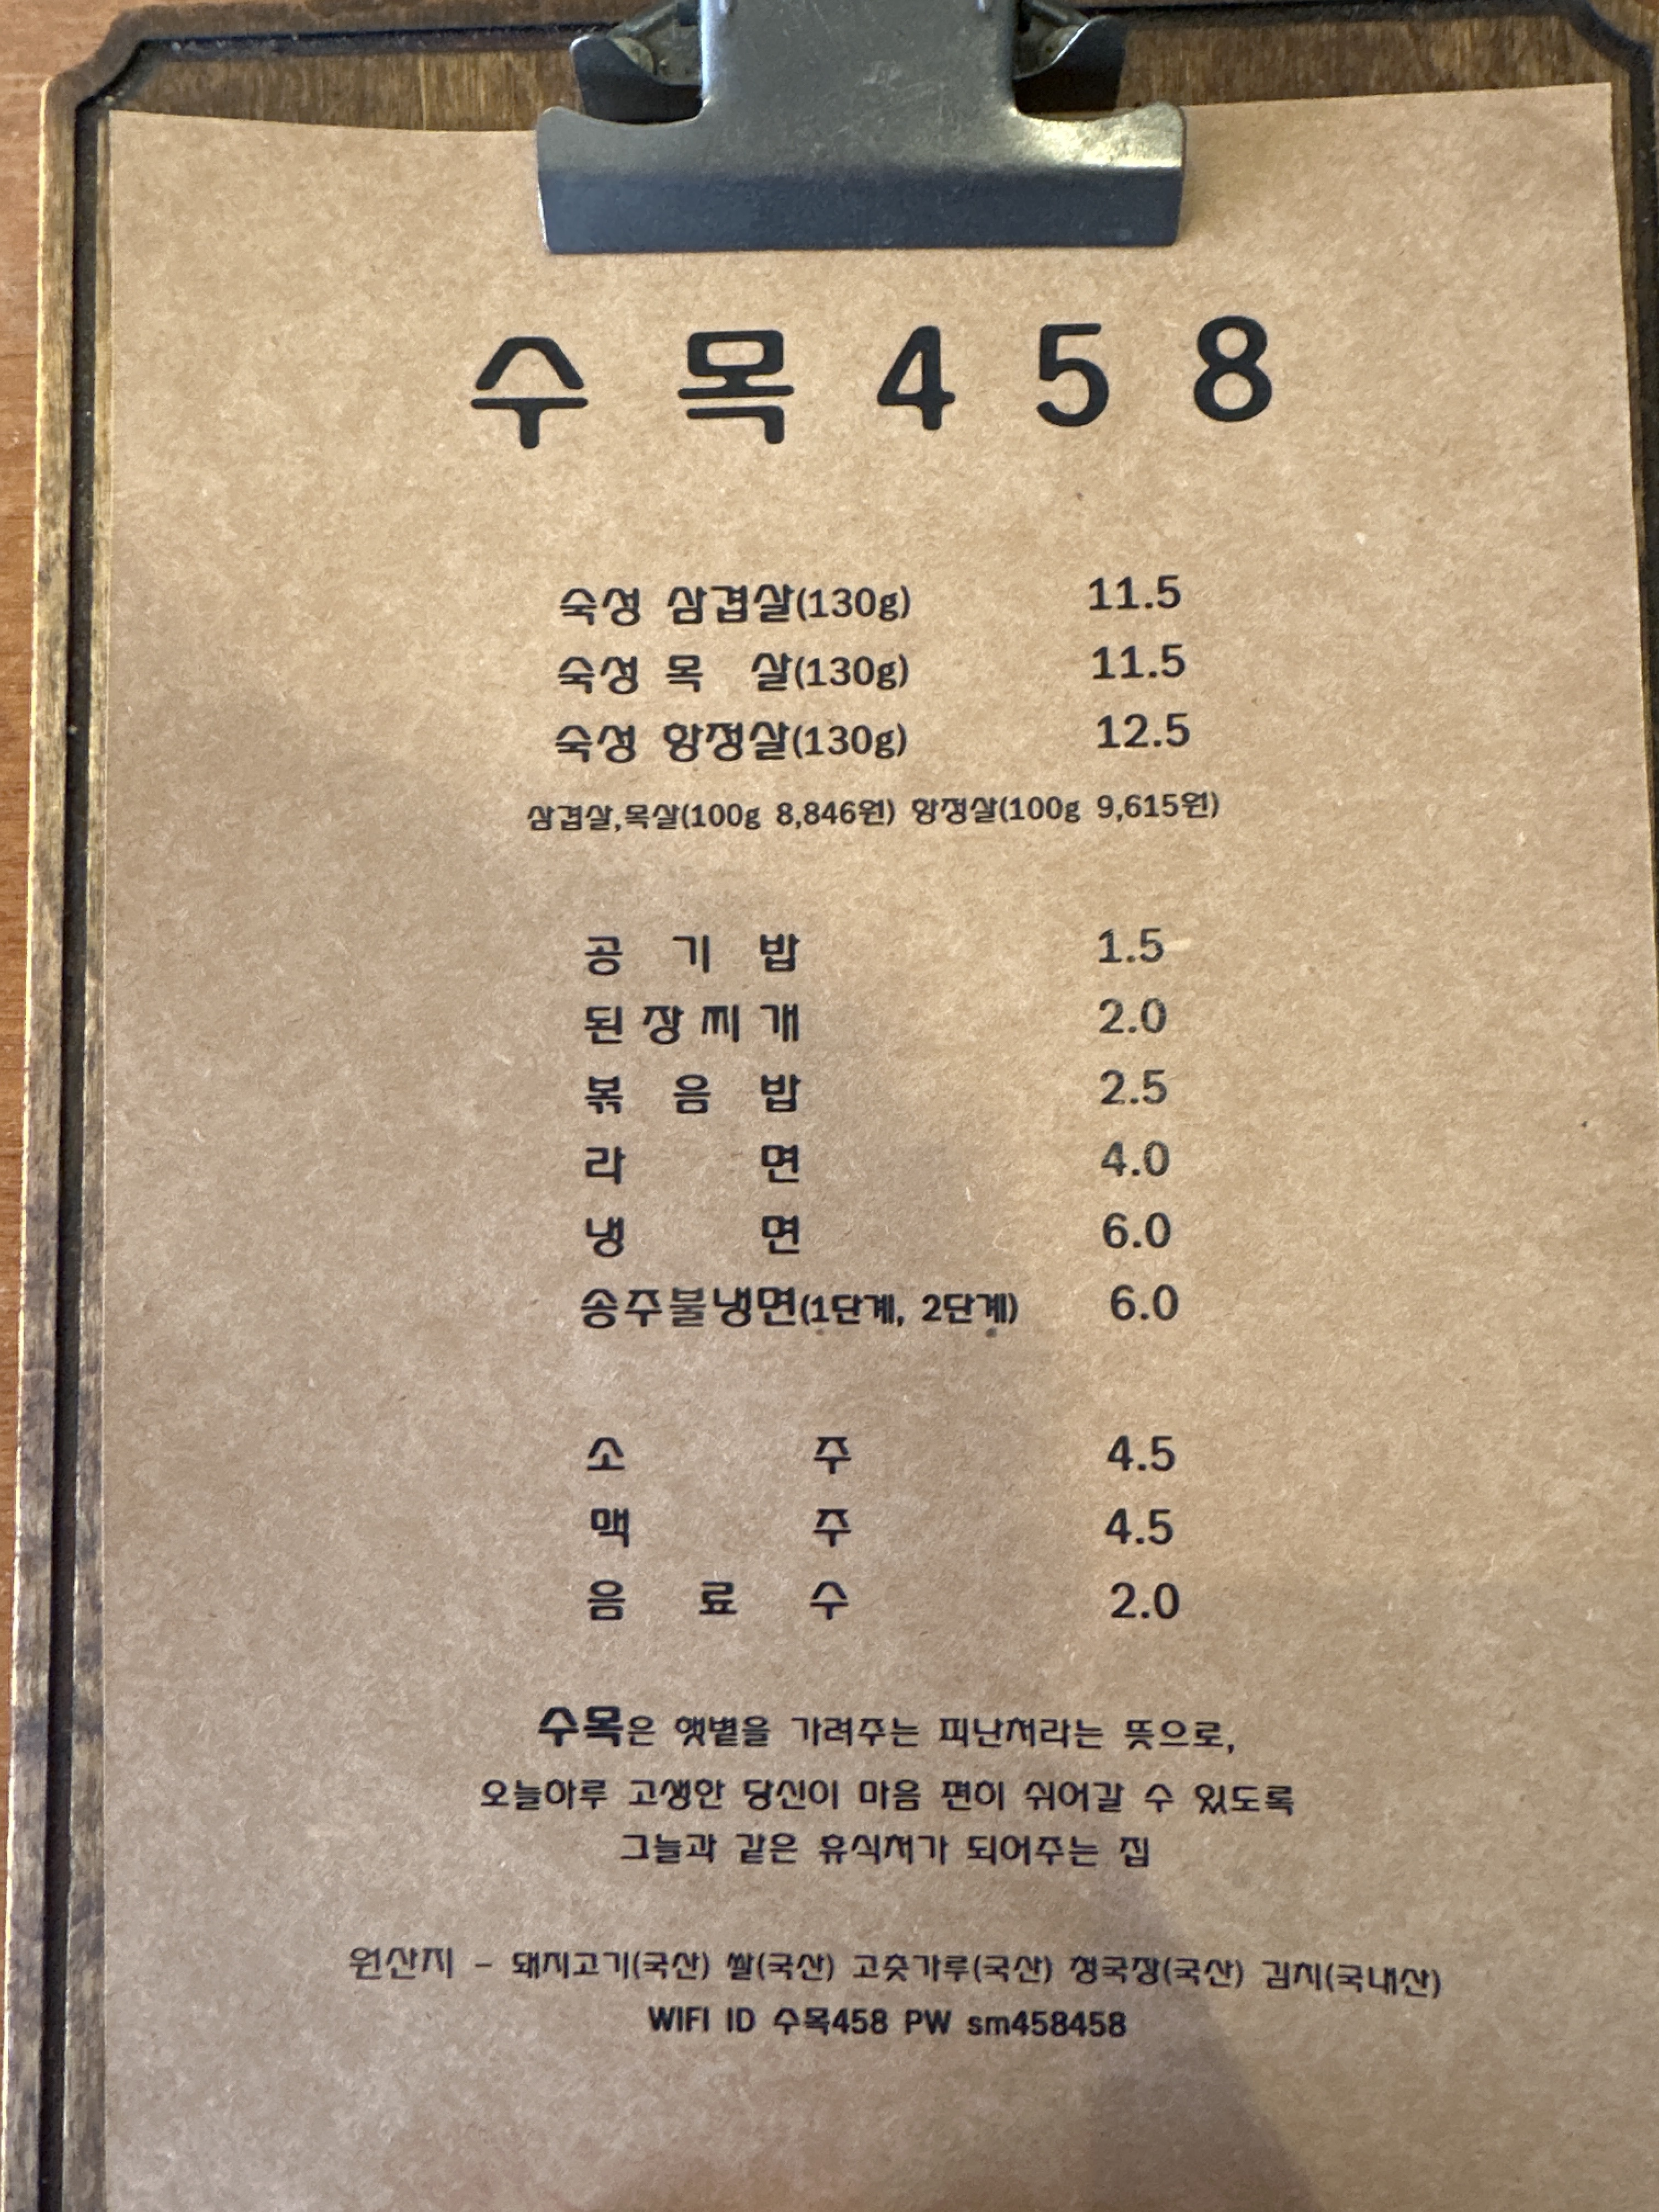 수목458
숙성 삼겹살(130g) 11.5
숙성 목 살(130g) 11.5
숙성 항정살(130g) 12.5
삼겹살,목살(100g 8,846원) 항정살(100g 9,615원)
공 기 밥 1.5
된장찌개 2.0
볶 음 밥 2.5
라 면 4.0
냉 면 6.0
송주불냉면(1단계, 2단계) 6.0
소 주 4.5
맥 주 4.5
음 료 수 2.0
수목은 햇볕을 가려주는 피난처라는 뜻으로,
오늘하루 고생한 당신이 마음 편히 쉬어갈 수 있도록
그늘과 같은 휴식처가 되어주는 집
원산지 - 돼지고기(국산) 쌀(국산) 고춧가루(국산) 청국장(국산) 김치(국내산)
WIFI ID 수목458 PW sm458458